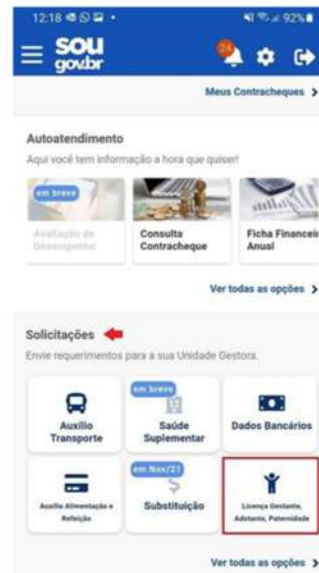 12:18
92%
sou
gov.br
24
Meus Contracheques >
Autoatendimento
Aqui você tem informação a hora que quiser!
em breve
Avaliação de
Desempenho
Consulta
Contracheque
Ficha Financeir
Anual
Ver todas as opções >
Solicitações
Envie requerimentos para a sua Unidade Gestora.
Auxílio
Transporte
em breve
Saúde
Suplementar
Dados Bancários
Auxílio Alimentação e
Refeição
em Nov/21
Substituição
Licença Gestante,
Adotante, Paternidade
Ver todas as opções >